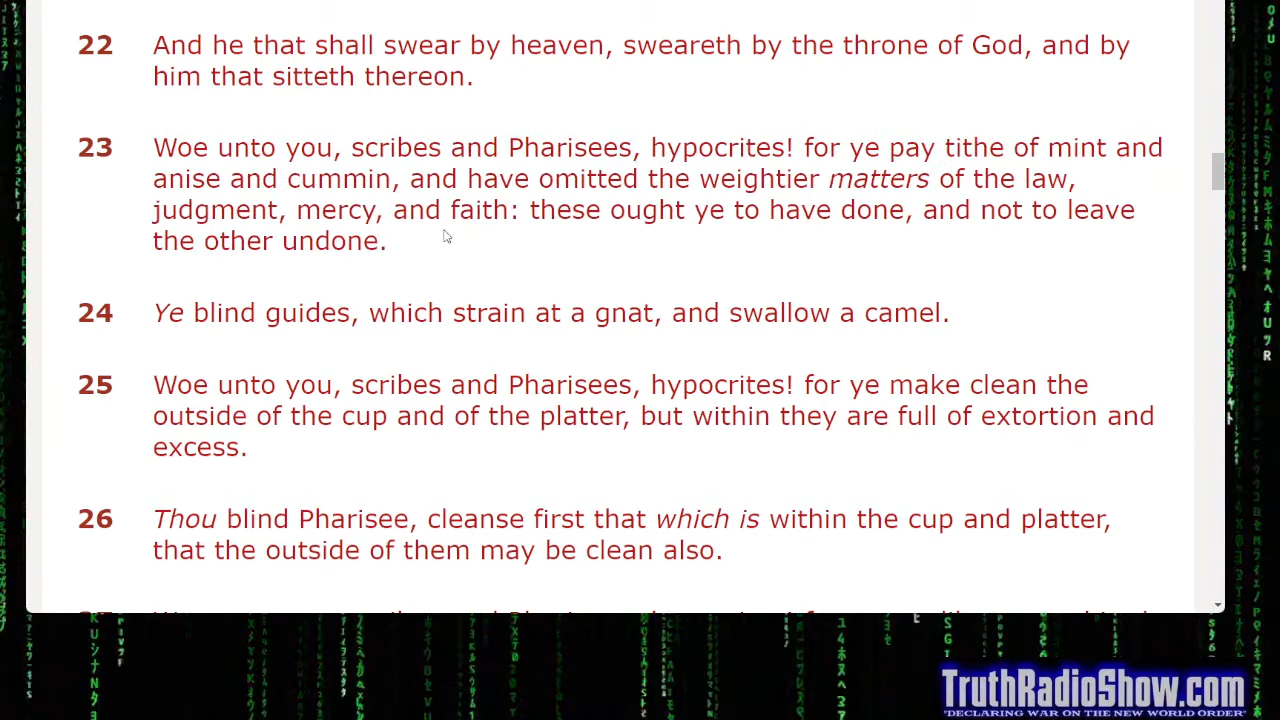 22 And he that shall swear by heaven, sweareth by the throne of God, and by
him that sitteth thereon.
23 Woe unto you, scribes and Pharisees, hypocrites! for ye pay tithe of mint and
anise and cummin, and have omitted the weightier matters of the law,
judgment, mercy, and faith: these ought ye to have done, and not to leave
the other undone.
24 Ye blind guides, which strain at a gnat, and swallow a camel.
25 Woe unto you, scribes and Pharisees, hypocrites! for ye make clean the
outside of the cup and of the platter, but within they are full of extortion and
excess.
26 Thou blind Pharisee, cleanse first that which is within the cup and platter,
that the outside of them may be clean also.
TruthRadioShow.com
"DECLARING WAR ON THE NEW WORLD ORDER"